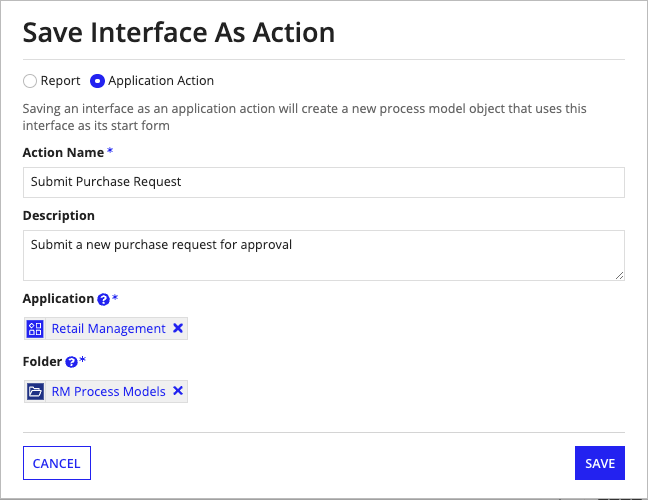 Save Interface As Action
Report Application Action
Saving an interface as an application action will create a new process model object that uses this
interface as its start form
Action Name *
Submit Purchase Request
Description
Submit a new purchase request for approval
Application ? *
Retail Management
Folder ? *
RM Process Models
CANCEL SAVE